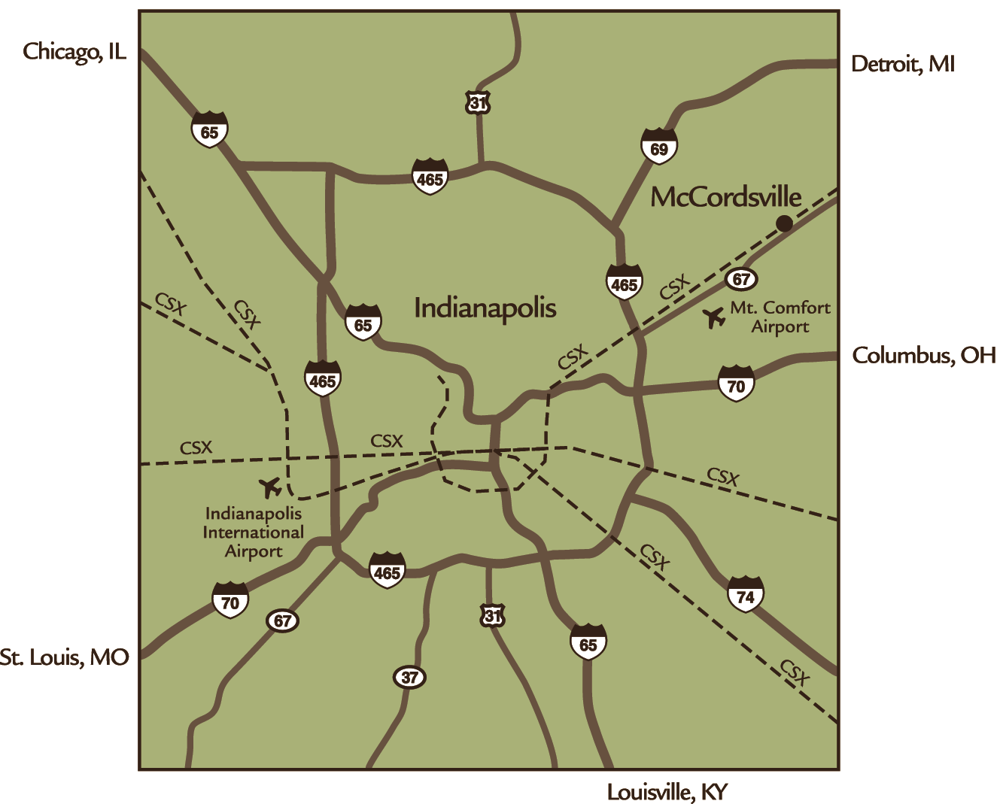 Chicago, IL
Detroit, MI
31
65
69
465
McCordsville
465
67
CSX
CSX
CSX
Indianapolis
Mt. Comfort
Airport
65
CSX
Columbus, OH
465
70
CSX
CSX
CSX
Indianapolis
International
Airport
CSX
465
70
74
67
31
65
St. Louis, MO
37
CSX
Louisville, KY